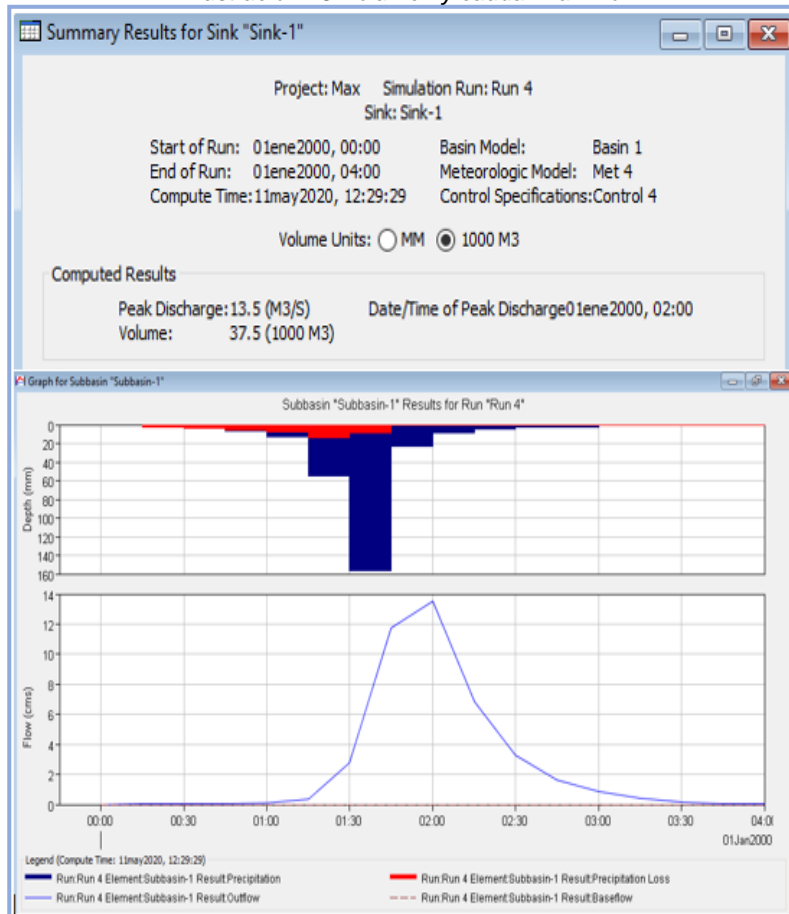 Summary Results for Sink "Sink-1"
Project: Max Simulation Run: Run 4
Sink: Sink-1
Start of Run: 01ene2000, 00:00 Basin Model: Basin 1
End of Run: 01ene2000, 04:00 Meteorologic Model: Met 4
Compute Time:11may2020, 12:29:29 Control Specifications:Control 4
Volume Units: MM 1000 M3
Computed Results
Peak Discharge:13.5 (M3/S) Date/Time of Peak Discharge01ene2000, 02:00
Volume: 37.5 (1000 M3)
Graph for Subbasin "Subbasin-1"
Subbasin "Subbasin-1" Results for Run "Run 4"
Depth (mm)
0
20
40
60
80
100
120
140
160
Flow (cms)
14
12
10
8
6
4
2
0
00:00 00:30 01:00 01:30 02:00 02:30 03:00 03:30 04:0
01Jan2000
Legend (Compute Time: 11may2020, 12:29:29)
Run:Run 4 Element:Subbasin-1 Result:Precipitation Run:Run 4 Element:Subbasin-1 Result:Precipitation Loss
Run:Run 4 Element:Subbasin-1 Result:Outflow Run:Run 4 Element:Subbasin-1 Result:Baseflow